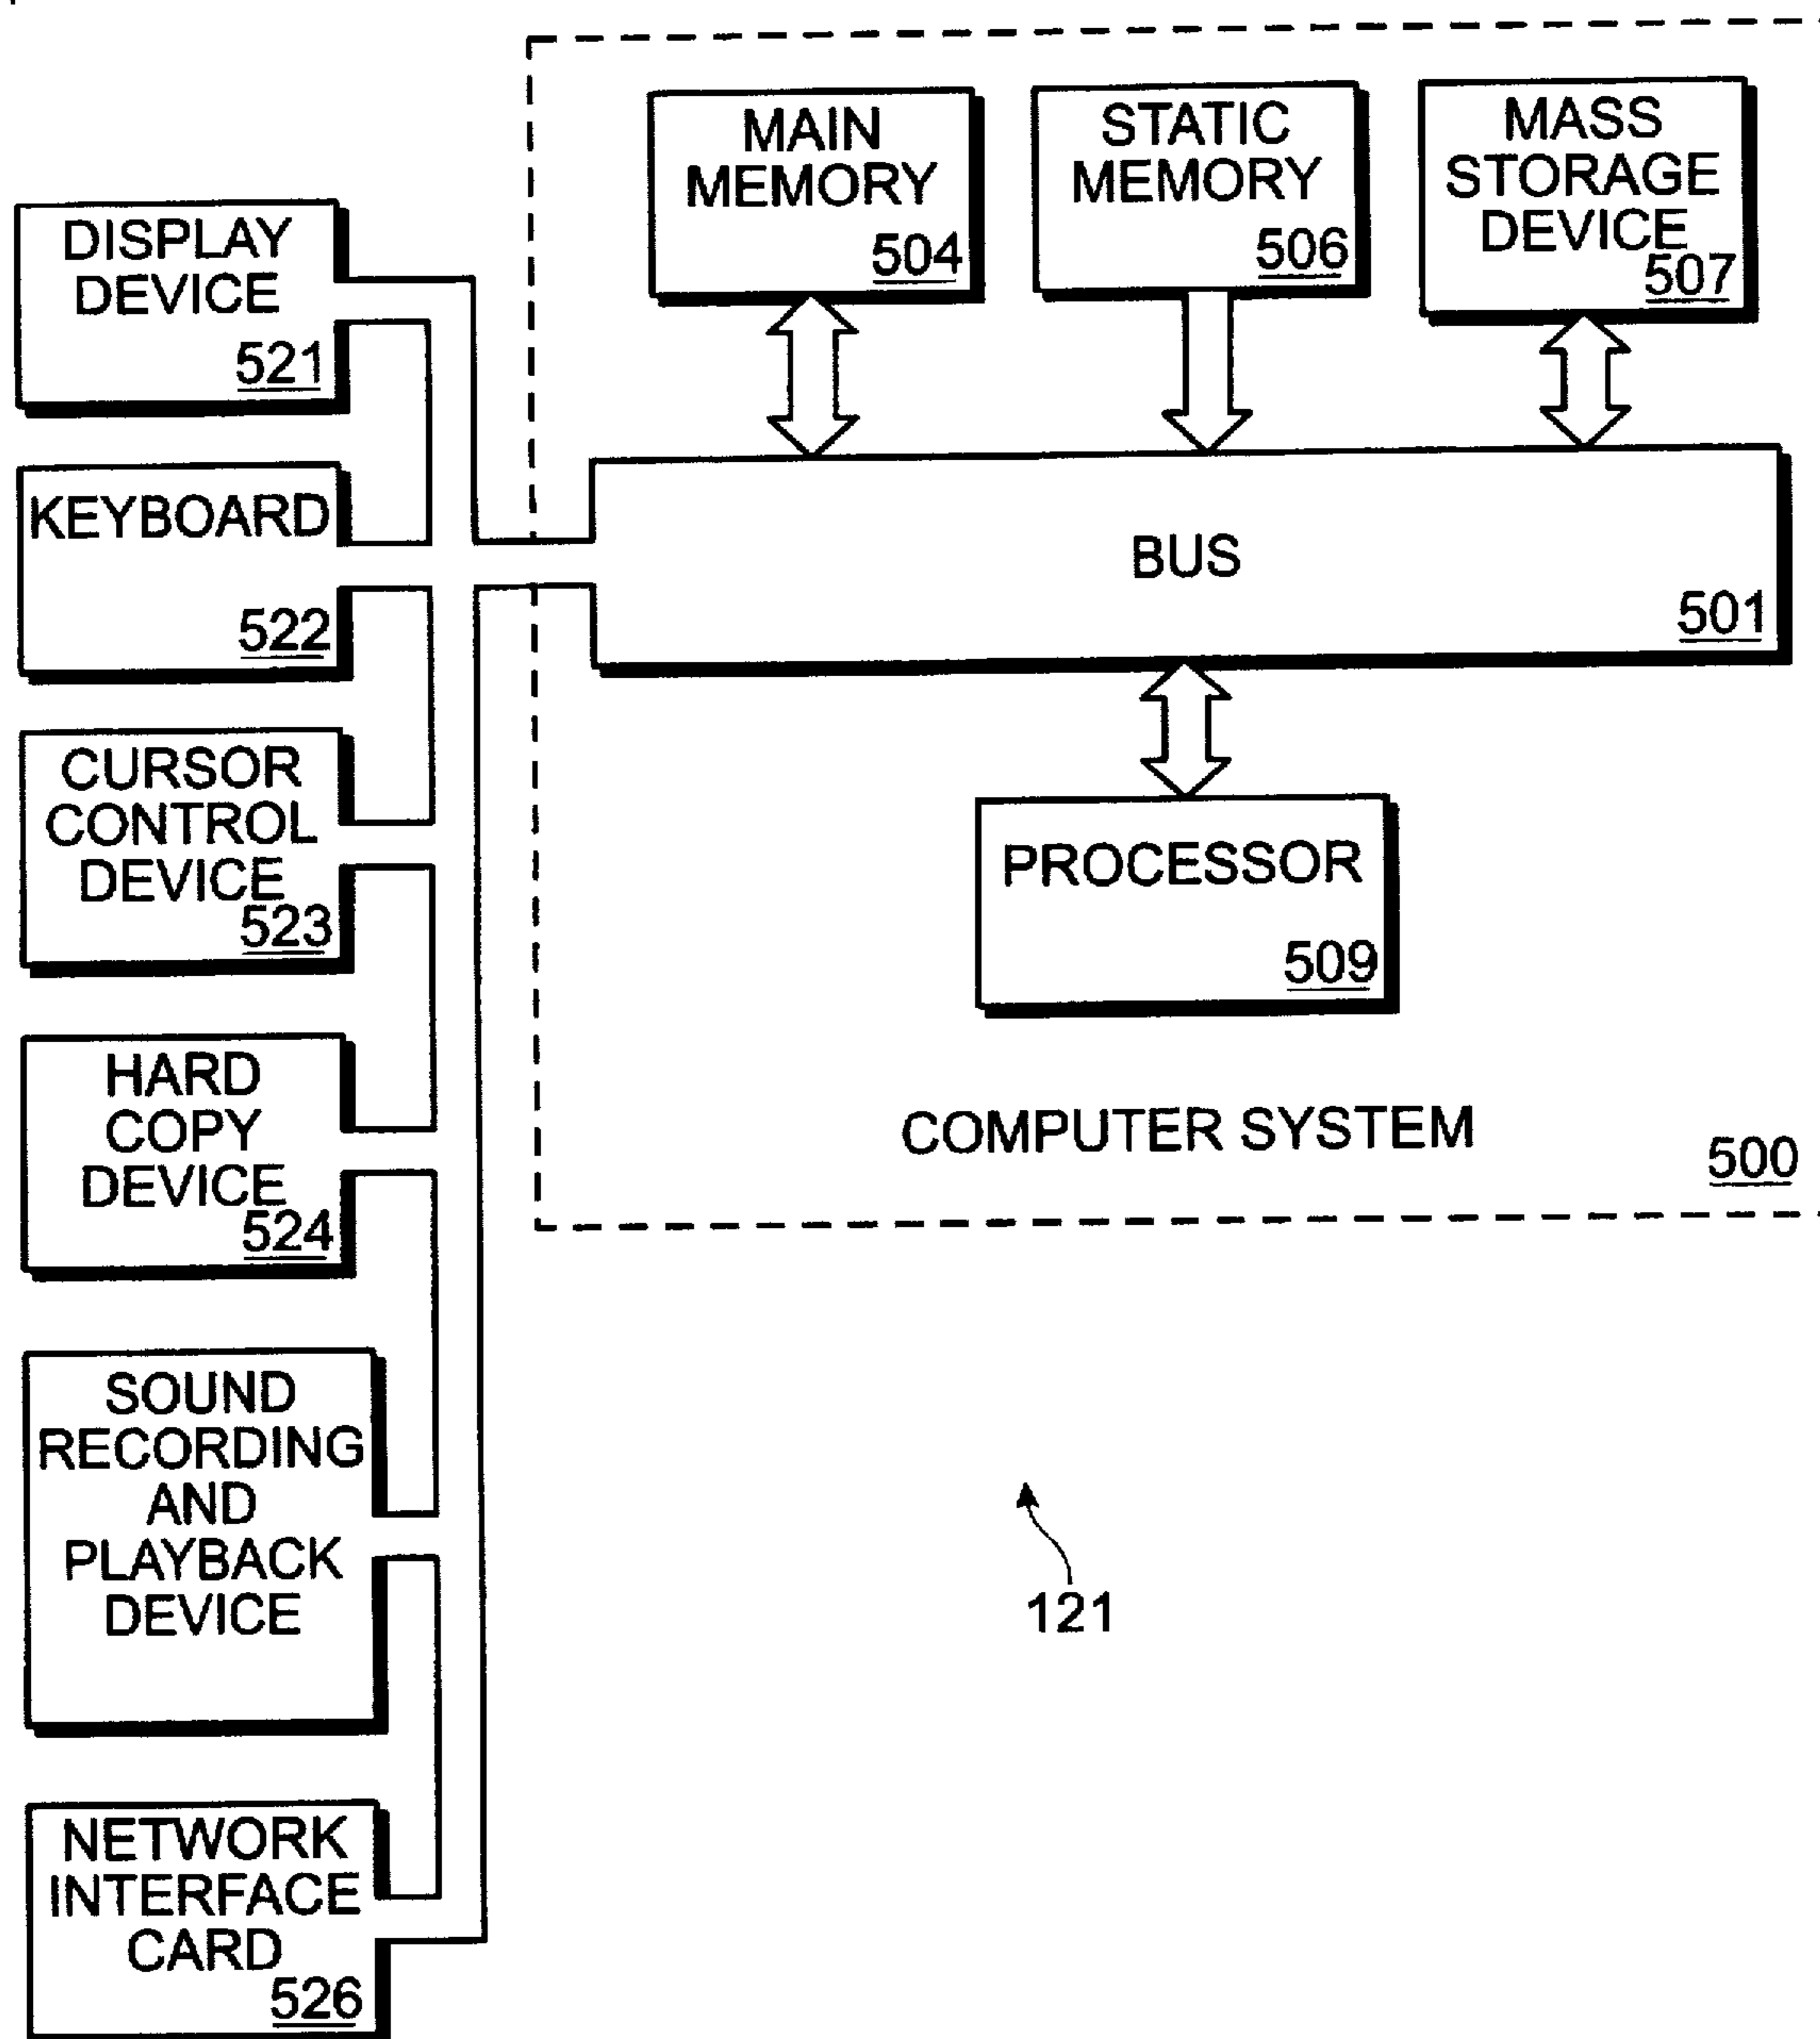 MAIN
MEMORY
504
STATIC
MEMORY
506
MASS
STORAGE
DEVICE
507
DISPLAY
DEVICE
521
KEYBOARD
522
CURSOR
CONTROL
DEVICE
523
HARD
COPY
DEVICE
524
SOUND
RECORDING
AND
PLAYBACK
DEVICE
NETWORK
INTERFACE
CARD
526
BUS
501
PROCESSOR
509
COMPUTER SYSTEM
500
121